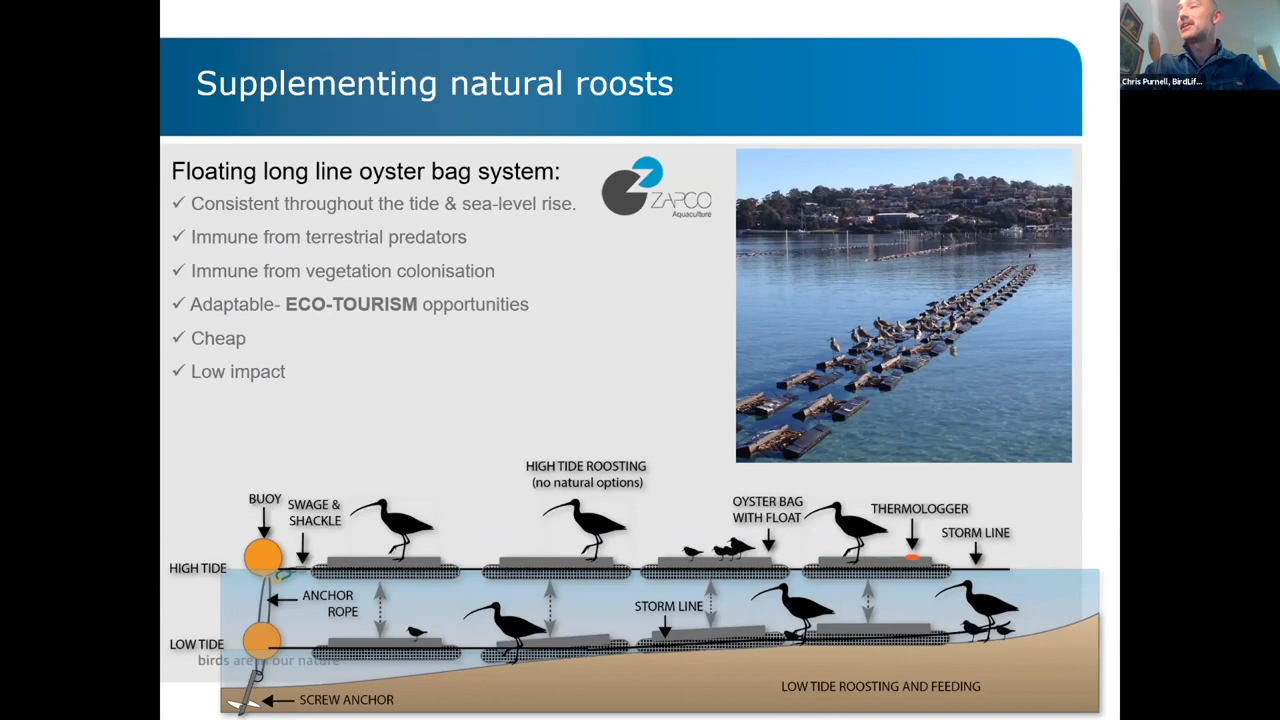 Supplementing natural roosts
Chris Purnell, BirdLif...
Floating long line oyster bag system:
✓ Consistent throughout the tide & sea-level rise.
✓ Immune from terrestrial predators
✓ Immune from vegetation colonisation
✓ Adaptable- ECO-TOURISM opportunities
✓ Cheap
✓ Low impact
ZAPCO
Aquaculture
HIGH TIDE ROOSTING
(no natural options)
BUOY
SWAGE &
SHACKLE
OYSTER BAG
WITH FLOAT
THERMOLOGGER
STORM LINE
HIGH TIDE
ANCHOR
ROPE
STORM LINE
LOW TIDE
birds are in our nature
LOW TIDE ROOSTING AND FEEDING
SCREW ANCHOR